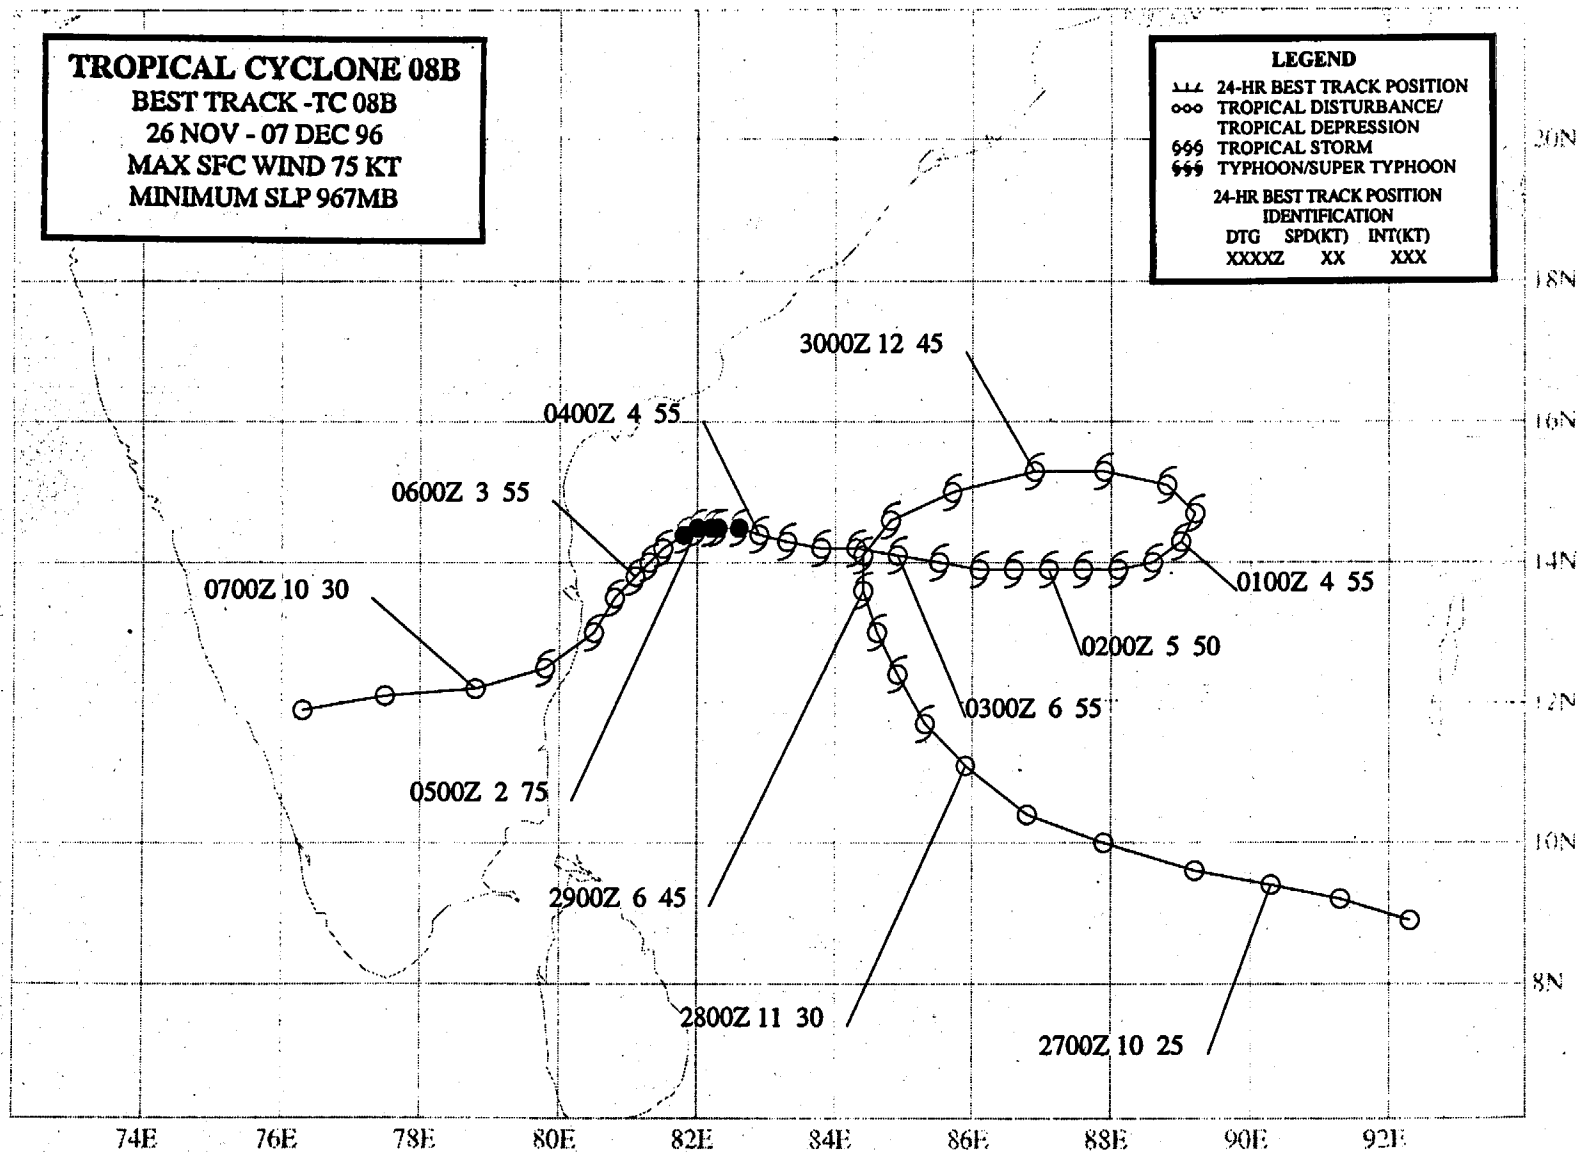 TROPICAL CYCLONE 08B
BEST TRACK -TC 08B
26 NOV - 07 DEC 96
MAX SFC WIND 75 KT
MINIMUM SLP 967MB
LEGEND
24-HR BEST TRACK POSITION
TROPICAL DISTURBANCE/
TROPICAL DEPRESSION
TROPICAL STORM
TYPHOON/SUPER TYPHOON
24-HR BEST TRACK POSITION
IDENTIFICATION
DTG SPD(KT) INT(KT)
XXXXZ XX XXX
20N
18N
3000Z 12 45
0400Z 4 55
16N
0600Z 3 55
14N
0700Z 10 30
0100Z 4 55
0200Z 5 50
0300Z 6 55
12N
0500Z 2 75
10N
2900Z 6 45
8N
2800Z 11 30
2700Z 10 25
74E 76E 78E 80E 82E 84E 86E 88E 90E 92E